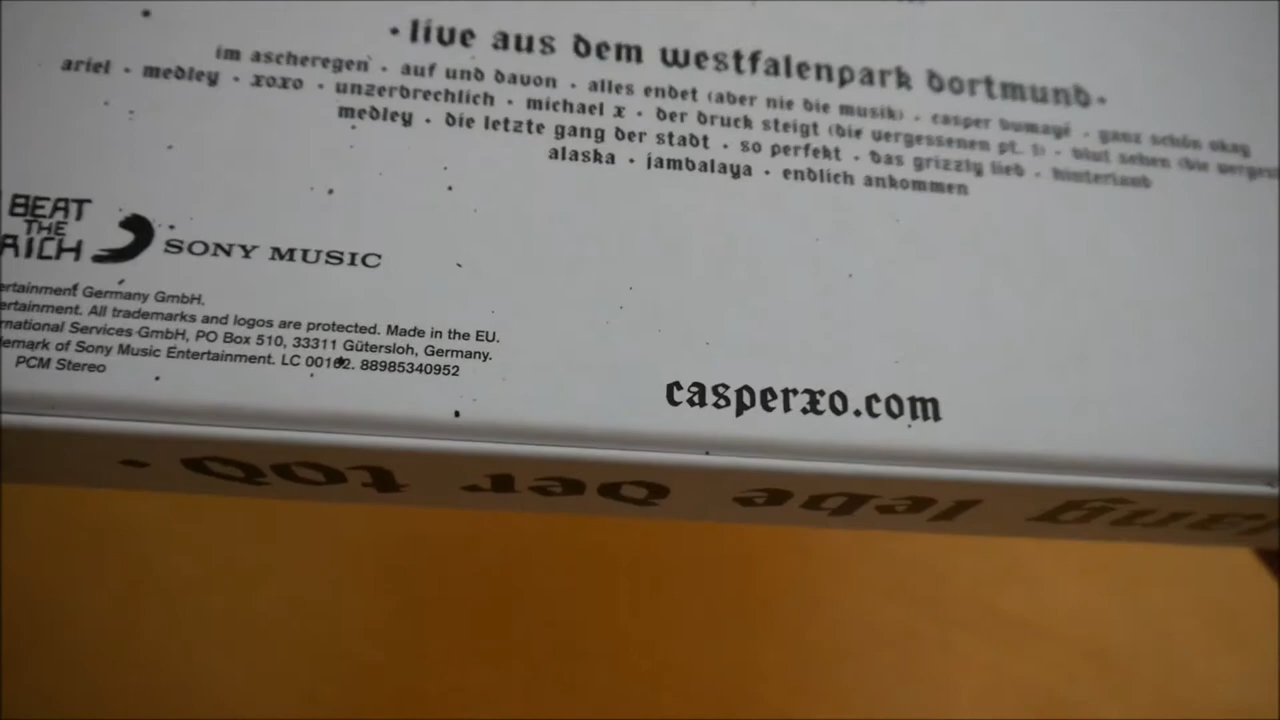 · live aus dem westfalenpark dortmund ·
im ascheregen · auf und davon · alles endet (aber nie die musik) · casper bumayé · ganz schön okay
ariel · medley · xoxo · unzerbrechlich · michael x · der druck steigt (die vergessenen pt. 1) · blut sehen (die
medley · die letzte gang der stadt · so perfekt · das grizzly lied · hinterland
alaska · jambalaya · endlich ankommen
BEAT
THE
RICH
SONY MUSIC
Germany GmbH.
All trademarks and logos are protected. Made in the EU.
Services GmbH, PO Box 510, 33311 Gütersloh, Germany.
of Sony Music Entertainment. LC 00162. 88985340952
PCM Stereo
casperxo.com
lang lebe der tod ·